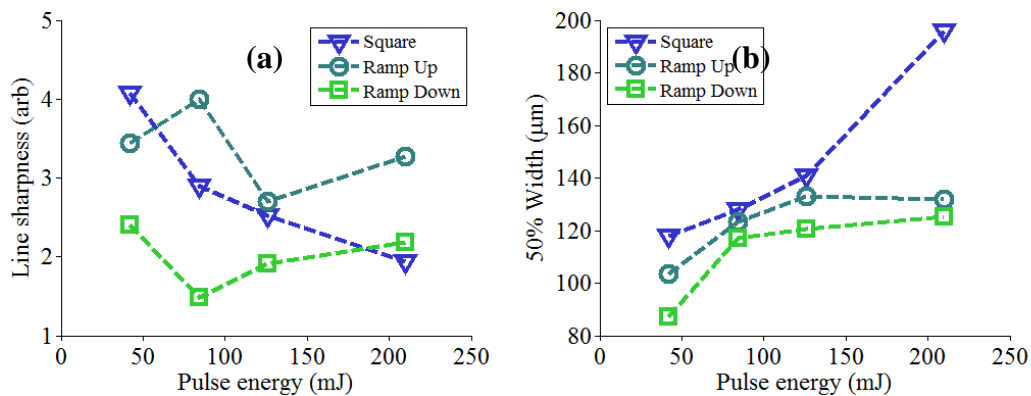 5
4
3
2
1
Line sharpness (arb)
(a)
Square
Ramp Up
Ramp Down
0 50 100 150 200 250
Pulse energy (mJ)
200
180
160
140
120
100
80
50% Width (μm)
(b)
Square
Ramp Up
Ramp Down
0 50 100 150 200 250
Pulse energy (mJ)